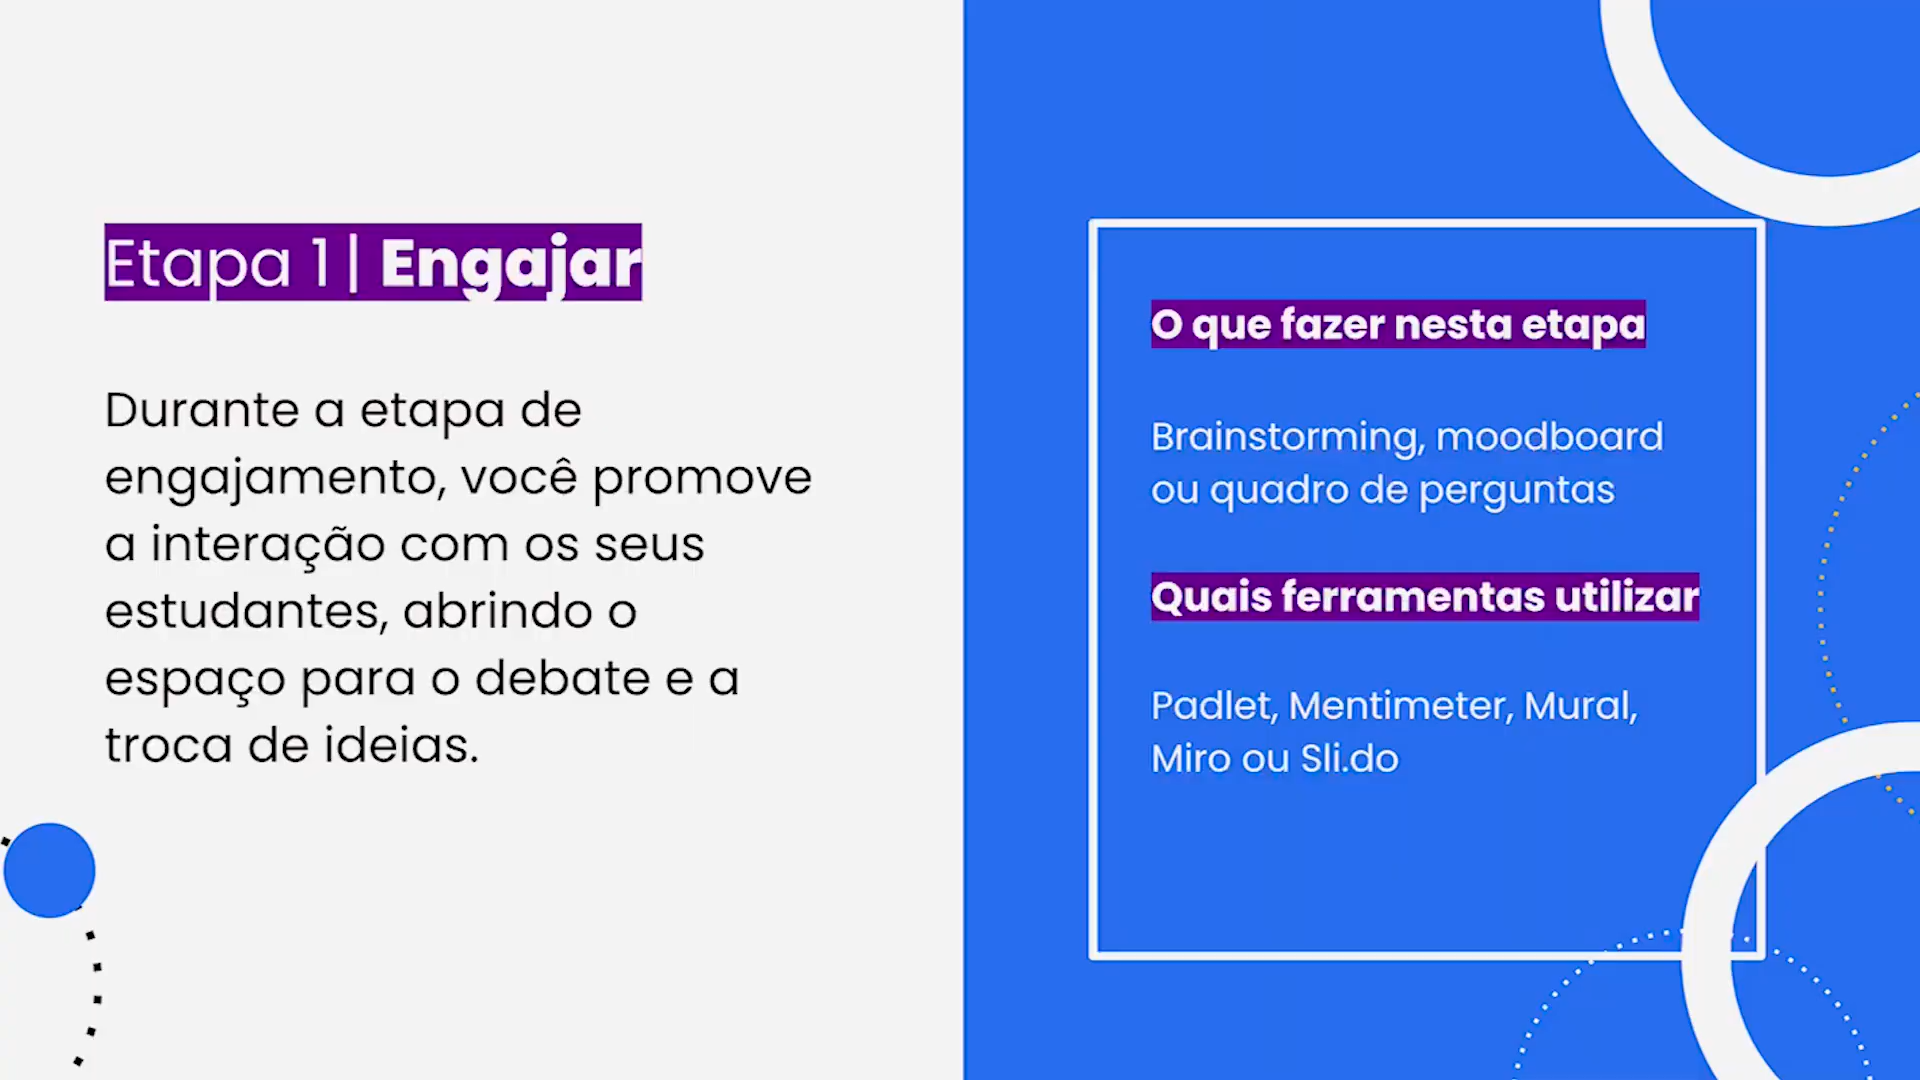 Etapa 1 | Engajar
Durante a etapa de
engajamento, você promove
a interação com os seus
estudantes, abrindo o
espaço para o debate e a
troca de ideias.
O que fazer nesta etapa
Brainstorming, moodboard
ou quadro de perguntas
Quais ferramentas utilizar
Padlet, Mentimeter, Mural,
Miro ou Sli.do